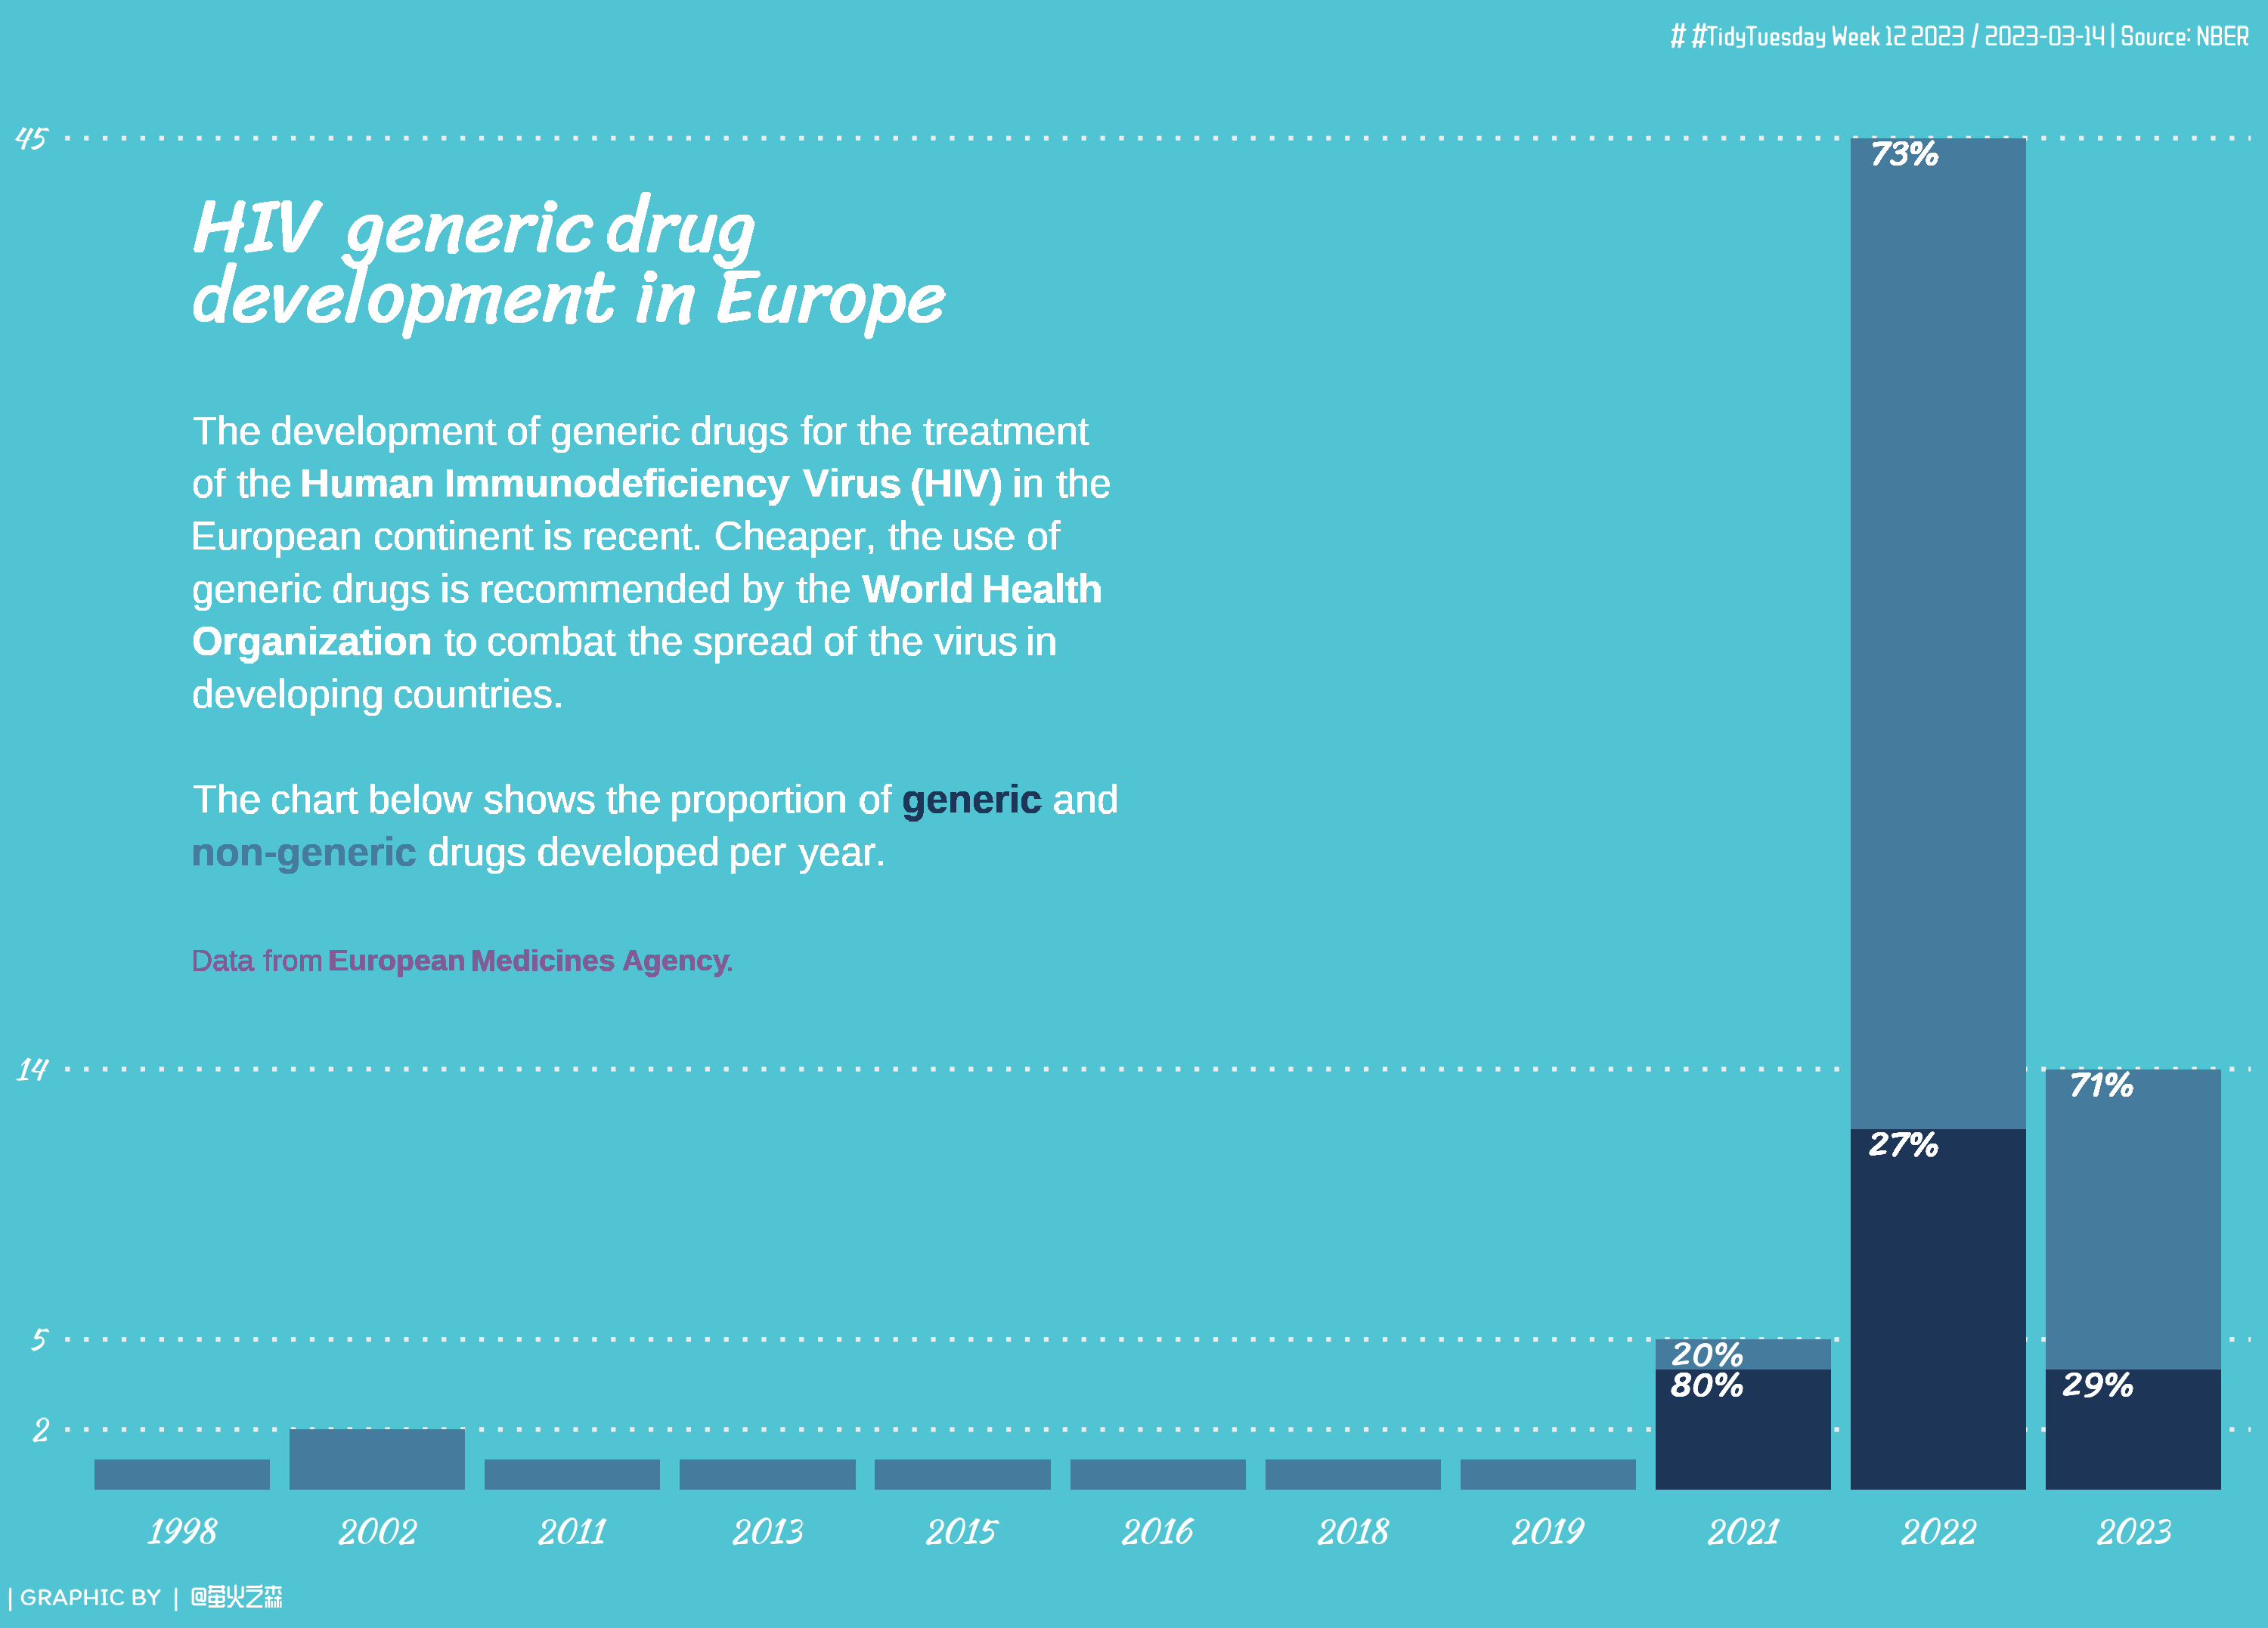 # #TidyTuesday Week 12 2023 / 2023-03-14 | Source: NBER
45
73%
HIV generic drug
development in Europe
The development of generic drugs for the treatment
of the Human Immunodeficiency Virus (HIV) in the
European continent is recent. Cheaper, the use of
generic drugs is recommended by the World Health
Organization to combat the spread of the virus in
developing countries.
The chart below shows the proportion of generic and
non-generic drugs developed per year.
Data from European Medicines Agency.
14
71%
27%
5
20%
80%
29%
2
1998 2002 2011 2013 2015 2016 2018 2019 2021 2022 2023
| GRAPHIC BY | @萤火之森